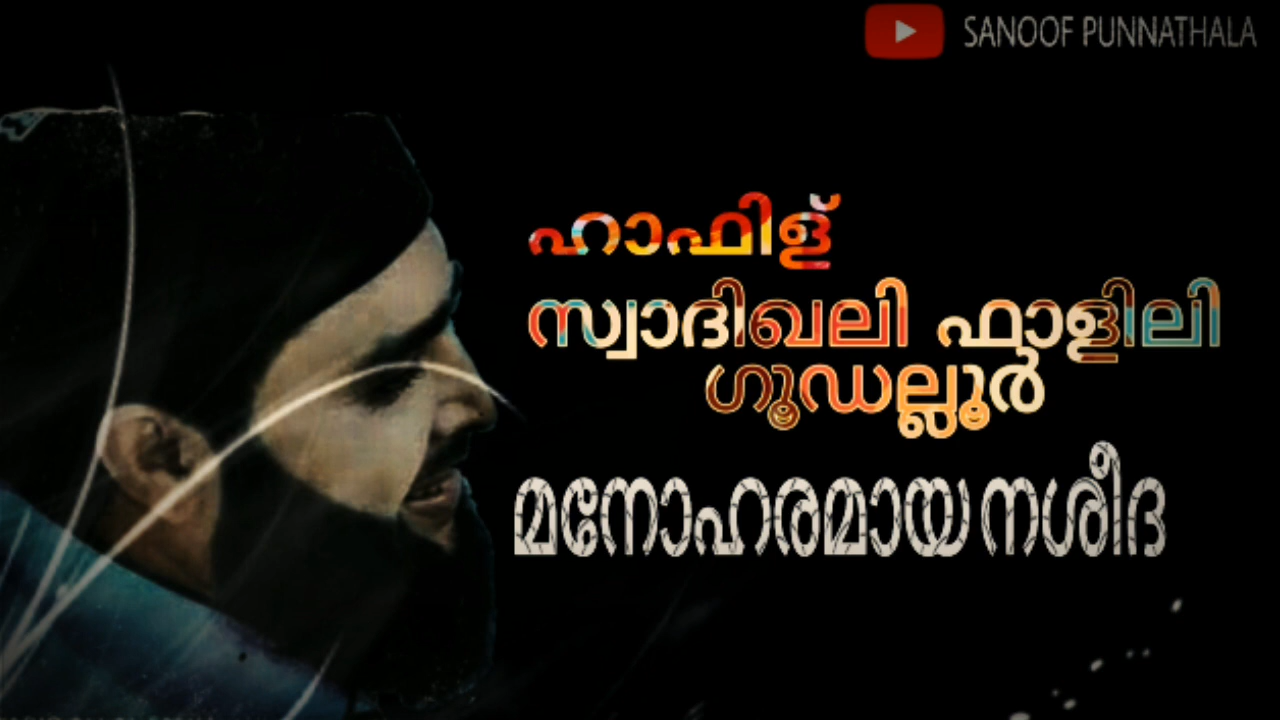 SANOOF PUNNATHALA
ഹാഫിള്
സ്വാദിഖലി ഫാളിലി
ഗൂഡല്ലൂർ
മനോഹരമായ നശീദ